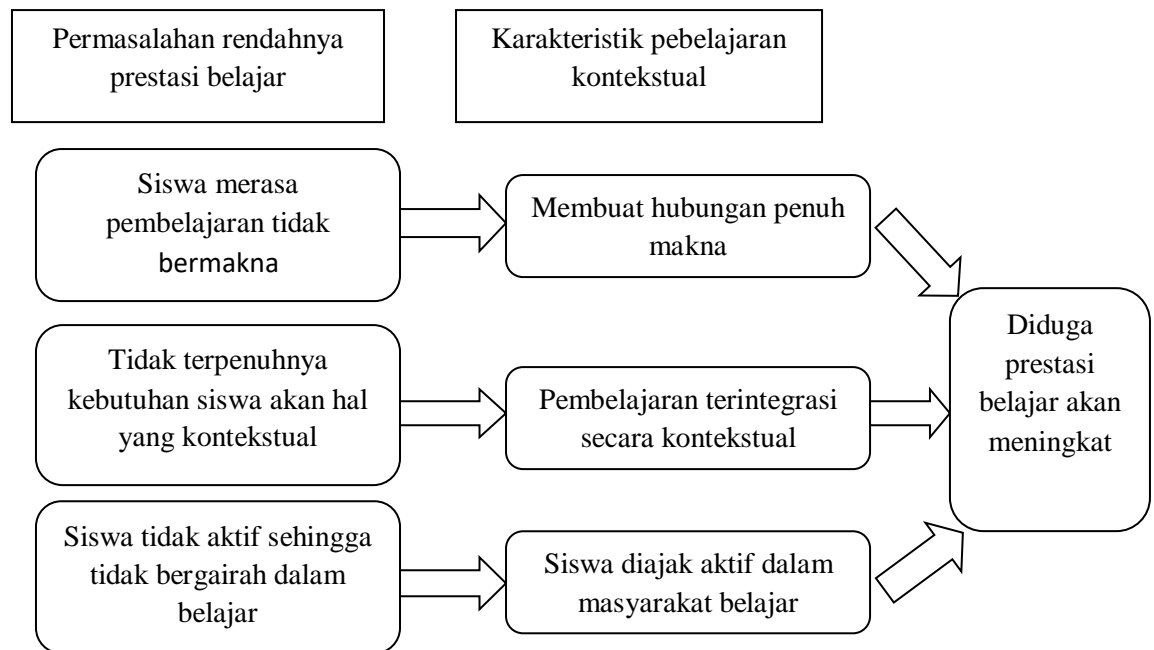 Permasalahan rendahnya
prestasi belajar
Karakteristik pebelajaran
kontekstual
Siswa merasa
pembelajaran tidak
bermakna
Membuat hubungan penuh
makna
Tidak terpenuhnya
kebutuhan siswa akan hal
yang kontekstual
Pembelajaran terintegrasi
secara kontekstual
Siswa tidak aktif sehingga
tidak bergairah dalam
belajar
Siswa diajak aktif dalam
masyarakat belajar
Diduga
prestasi
belajar akan
meningkat